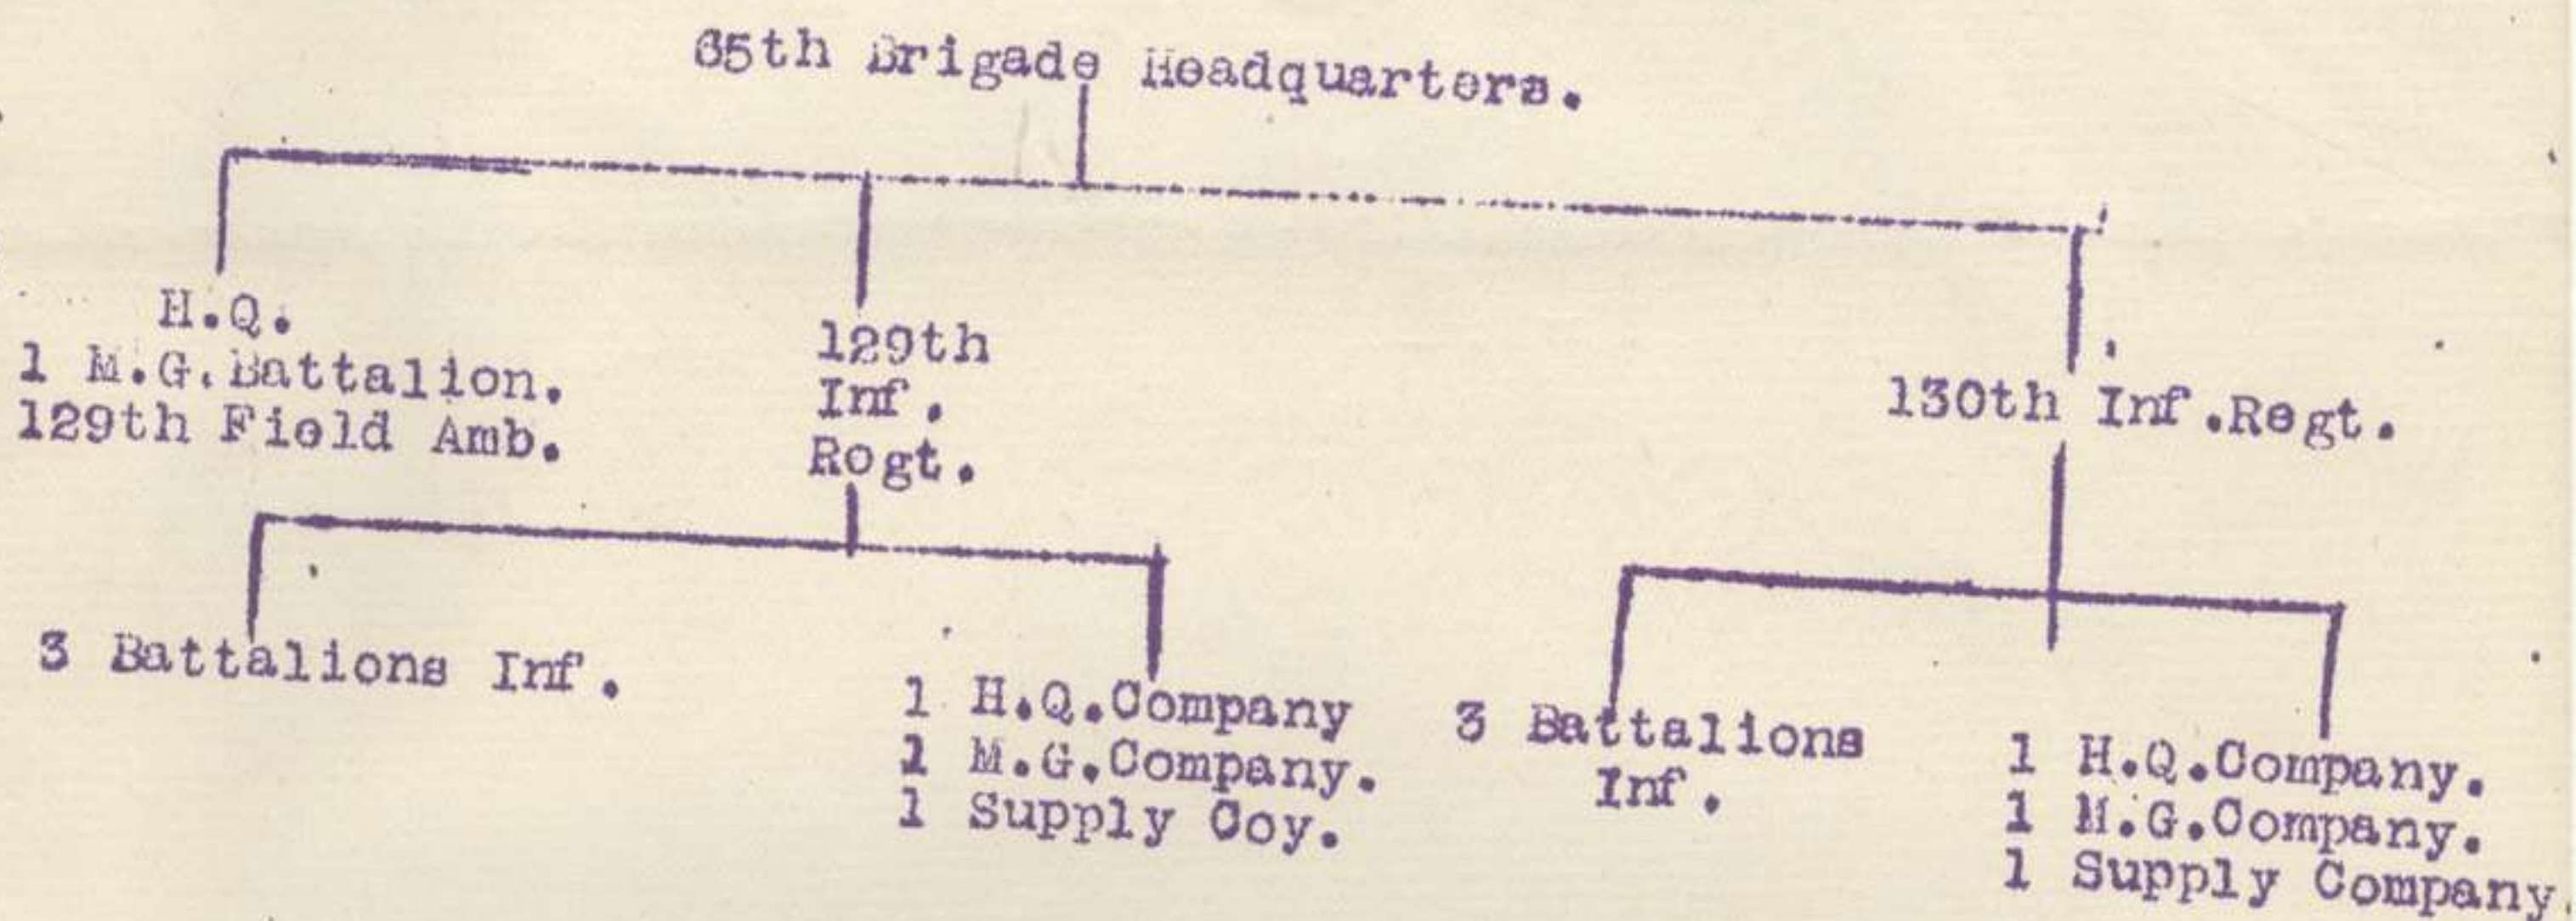 65th Brigade Headquarters.
H.Q.
1 M.G.Battalion.
129th Field Amb.
129th
Inf.
Regt.
130th Inf.Regt.
3 Battalions Inf.
1 H.Q.Company
1 M.G.Company.
1 Supply Coy.
3 Battalions
Inf.
1 H.Q.Company.
1 M.G.Company.
1 Supply Company.